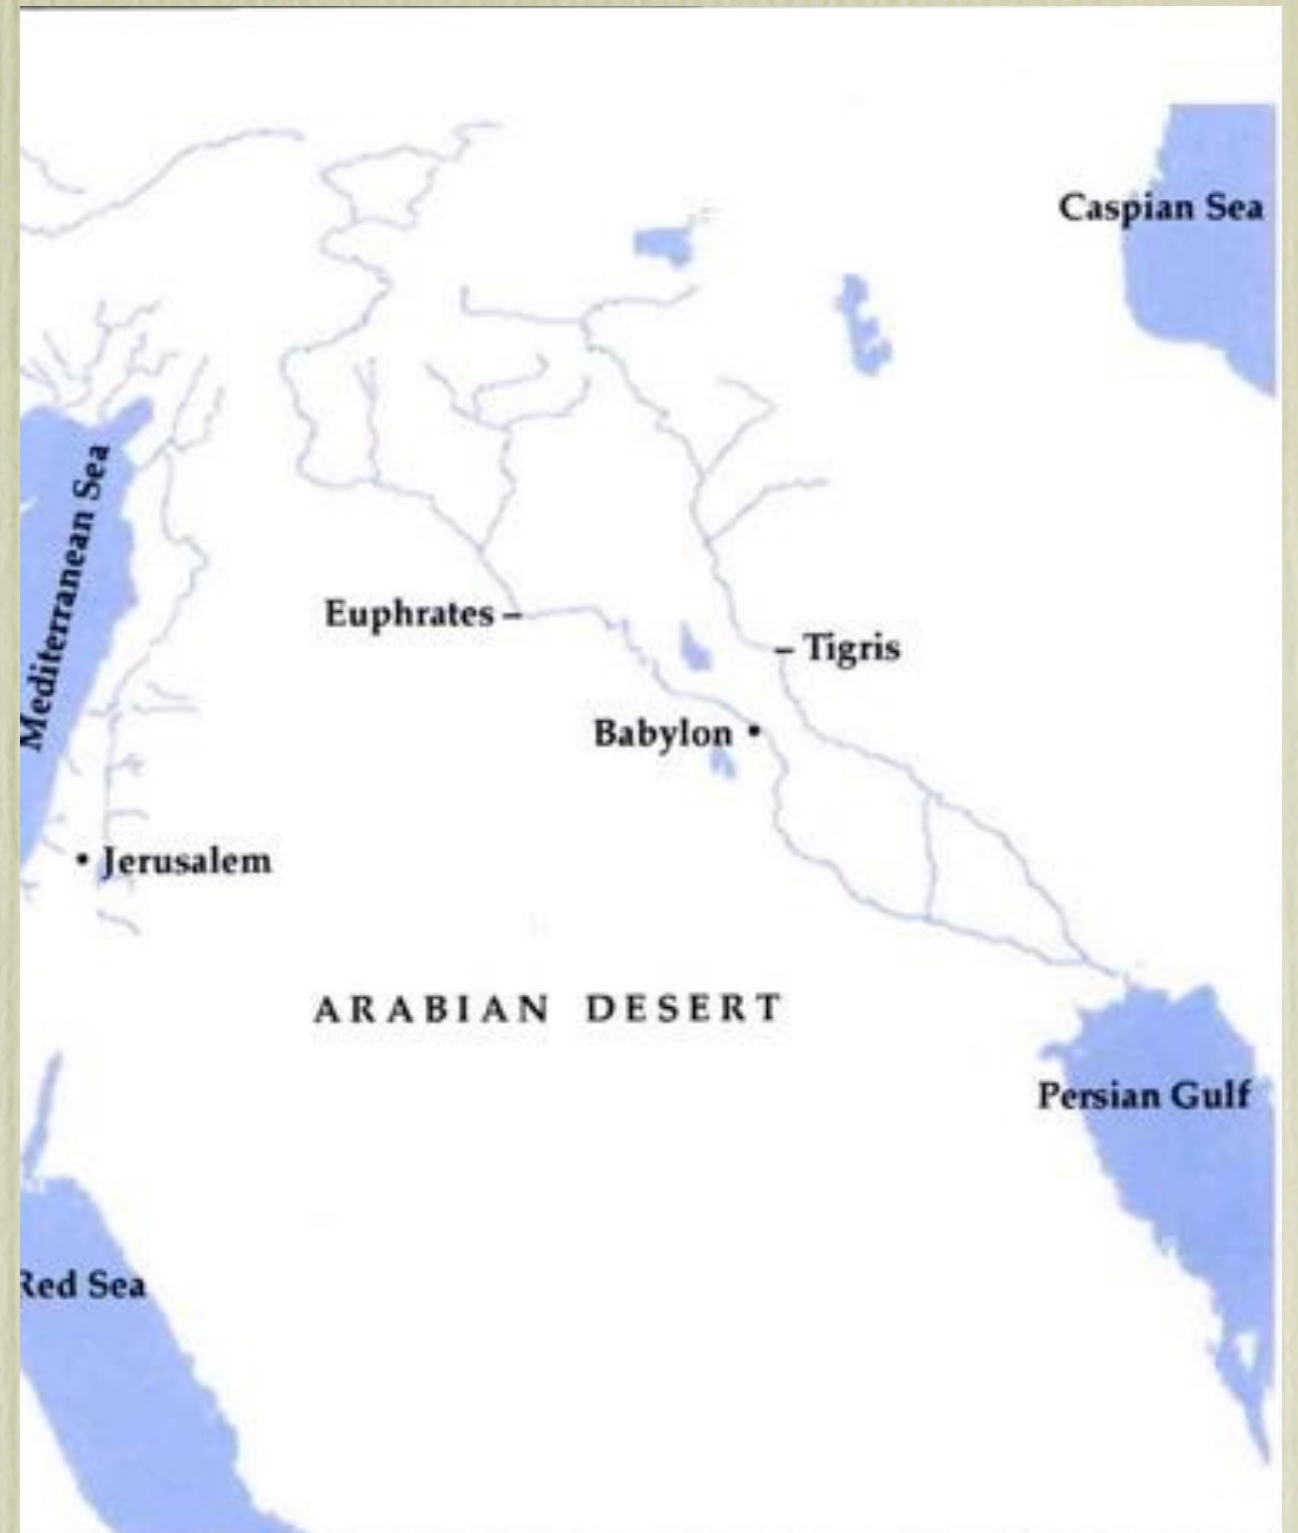 Caspian Sea
Mediterranean Sea
Euphrates
Tigris
Babylon
Jerusalem
ARABIAN DESERT
Persian Gulf
Red Sea